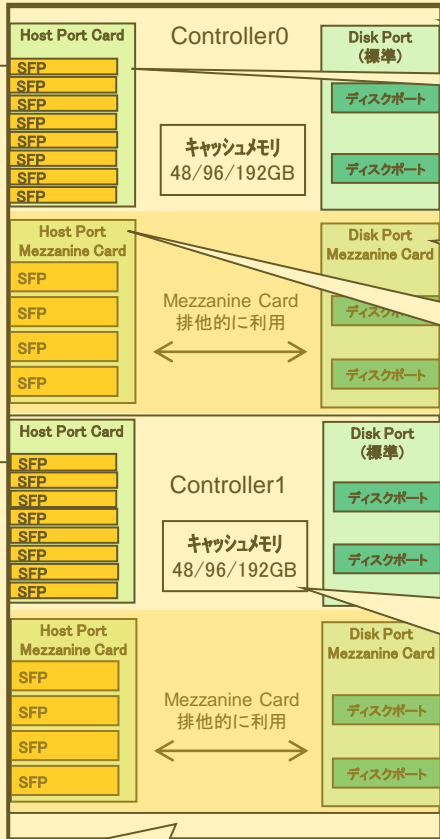 Host Port Card
Controller0
Disk Port
(標準)
SFP
SFP
SFP
SFP
SFP
SFP
SFP
SFP
ディスクポート
ディスクポート
キャッシュメモリ
48/96/192GB
Host Port
Mezzanine Card
SFP
SFP
SFP
SFP
Mezzanine Card
排他的に利用
Disk Port
Mezzanine Card
ディスクポート
ディスクポート
Host Port Card
Controller1
Disk Port
(標準)
SFP
SFP
SFP
SFP
SFP
SFP
SFP
SFP
ディスクポート
ディスクポート
キャッシュメモリ
48/96/192GB
Host Port
Mezzanine Card
SFP
SFP
SFP
SFP
Mezzanine Card
排他的に利用
Disk Port
Mezzanine Card
ディスクポート
ディスクポート